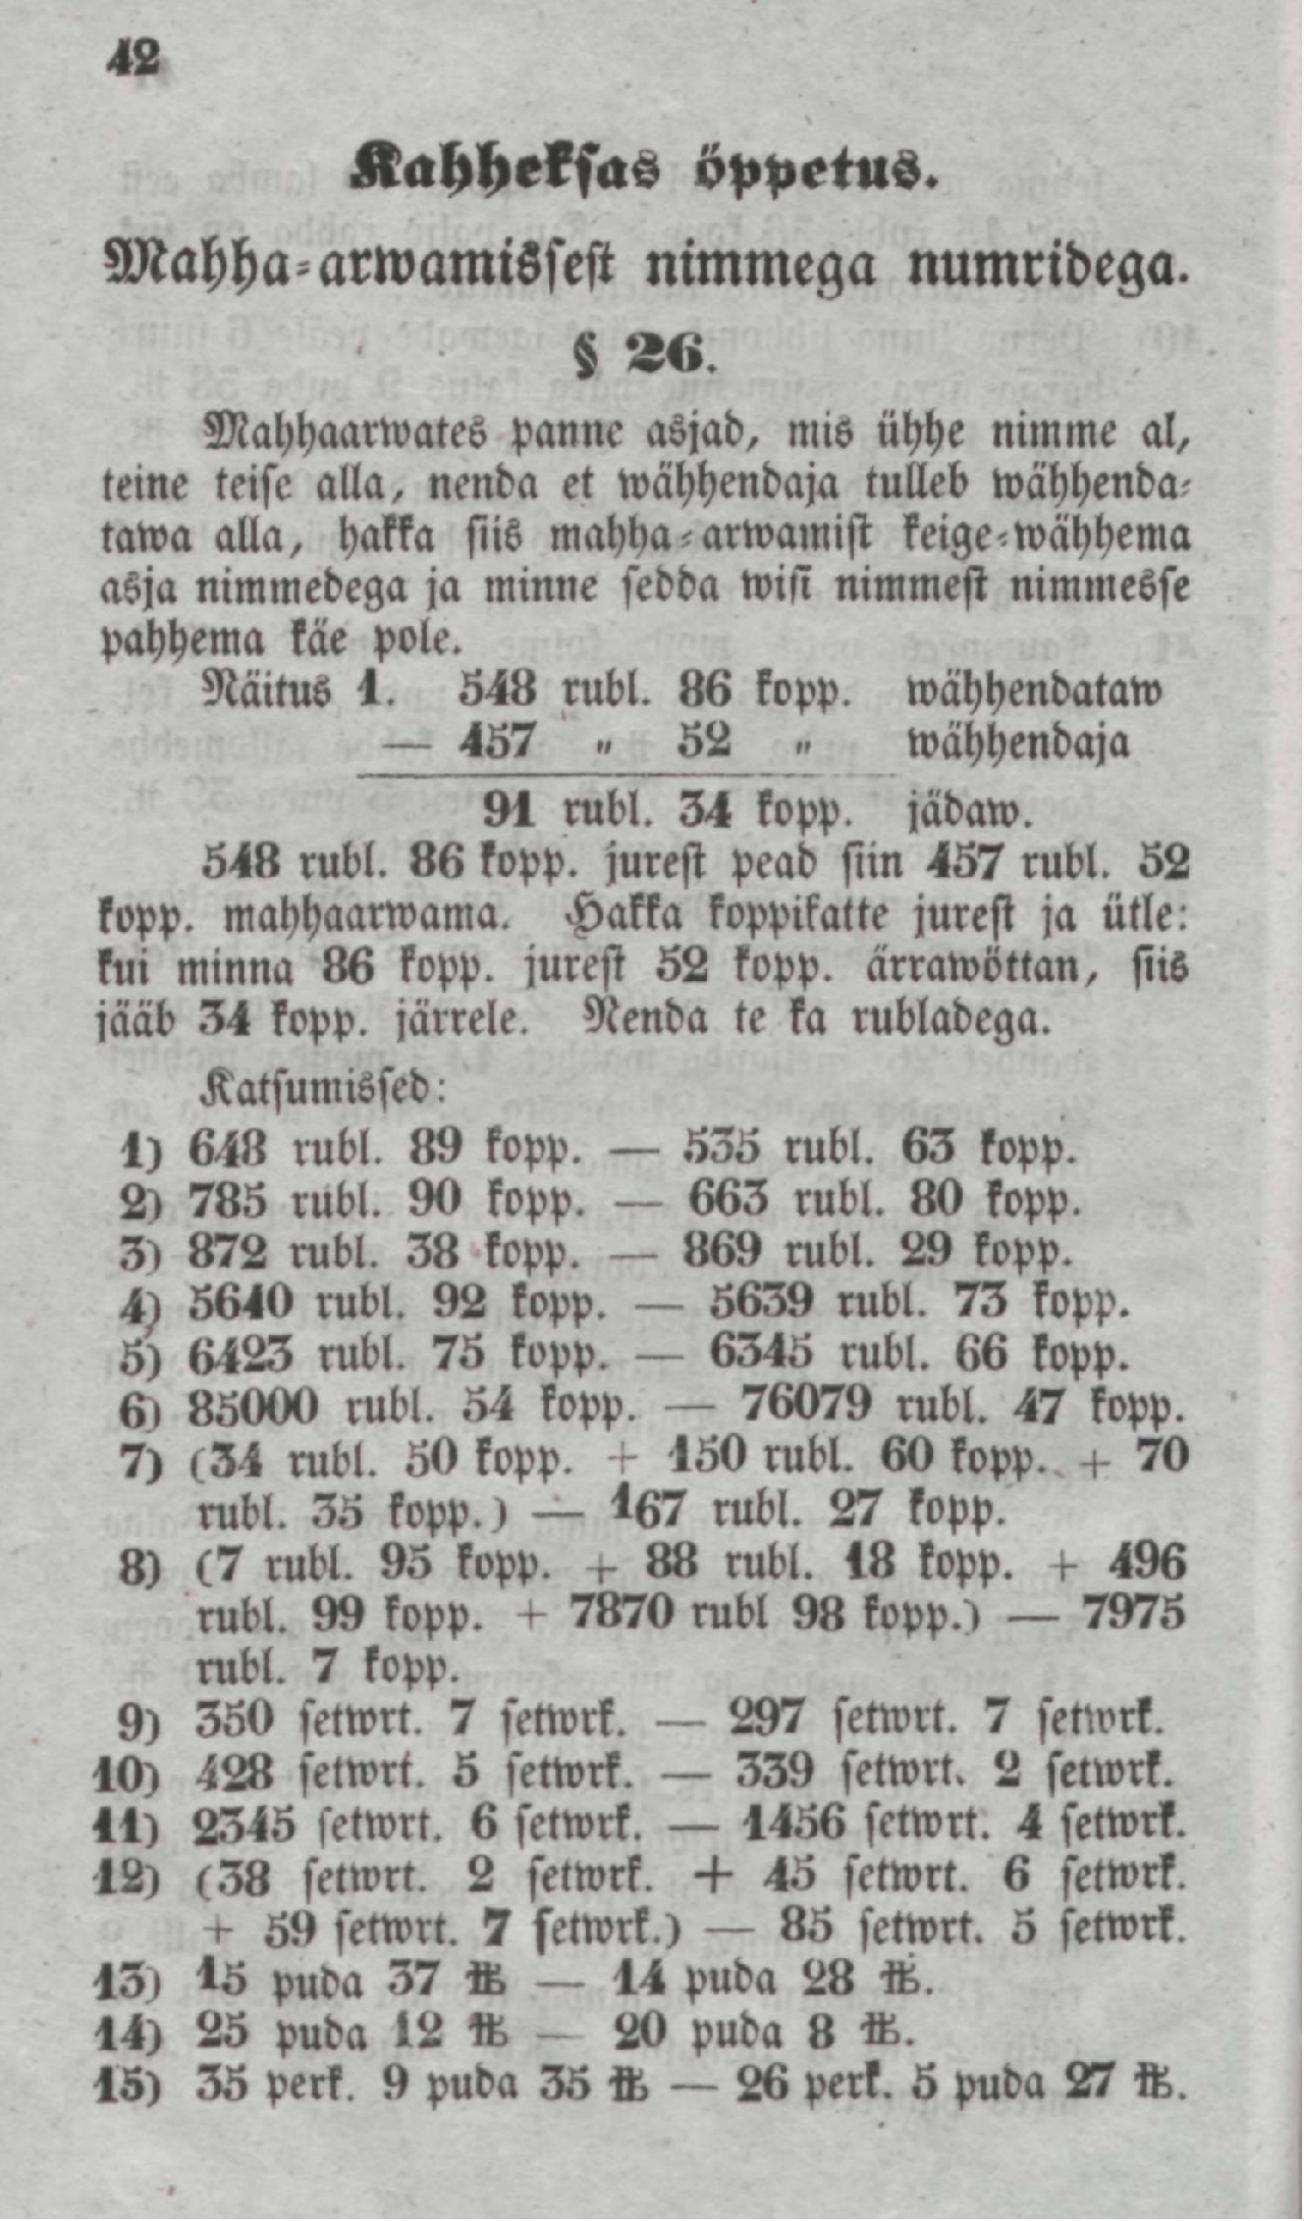 42
Kahheksas öppetus.
Mahha-arwamissest nimmega numridega.
§ 26.
Mahhaarwates panne asjad, mis ühhe nimme al,
teine teise alla, nenda et wähhendaja tulleb wähhenda-
tawa alla, hakka siis mahha-arwamist keige-wähhema
asja nimmedega ja minne sedda wisi nimmest nimmesse
pahhema käe pole.
Näitus 1. 548 rubl. 86 kopp. wähhendataw
— 457 „ 52 „ wähhendaja
91 rubl. 34 kopp. jädaw.
548 rubl. 86 kopp. jurest pead siin 457 rubl. 52
kopp. mahhaarwama. Hakka koppikatte jurest ja ütle:
kui minna 86 kopp. jurest 52 kopp. ärrawöttan, siis
jääb 34 kopp. järrele. Nenda te ka rubladega.
Katsumissed:
1) 648 rubl. 89 kopp. — 535 rubl. 63 kopp.
2) 785 rubl. 90 kopp. — 663 rubl. 80 kopp.
3) 872 rubl. 38 kopp. — 869 rubl. 29 kopp.
4) 5640 rubl. 92 kopp. — 5639 rubl. 73 kopp.
5) 6423 rubl. 75 kopp. — 6345 rubl. 66 kopp.
6) 85000 rubl. 54 kopp. — 76079 rubl. 47 kopp.
7) (34 rubl. 50 kopp. + 150 rubl. 60 kopp. + 70
rubl. 35 kopp.) — 167 rubl. 27 kopp.
8) (7 rubl. 95 kopp. + 88 rubl. 18 kopp. + 496
rubl. 99 kopp. + 7870 rubl 98 kopp.) — 7975
rubl. 7 kopp.
9) 350 setwrt. 7 setwrk. — 297 setwrt. 7 setwrk.
10) 428 setwrt. 5 setwrk. — 339 setwrt. 2 setwrk.
11) 2345 setwrt. 6 setwrk. — 1456 setwrt. 4 setwrk.
12) (38 setwrt. 2 setwrk. + 45 setwrt. 6 setwrk.
+ 59 setwrt. 7 setwrk.) — 85 setwrt. 5 setwrk.
13) 15 puda 37 ℔ — 14 puda 28 ℔.
14) 25 puda 12 ℔ — 20 puda 8 ℔.
15) 35 perk. 9 puda 35 ℔ — 26 perk. 5 puda 27 ℔.